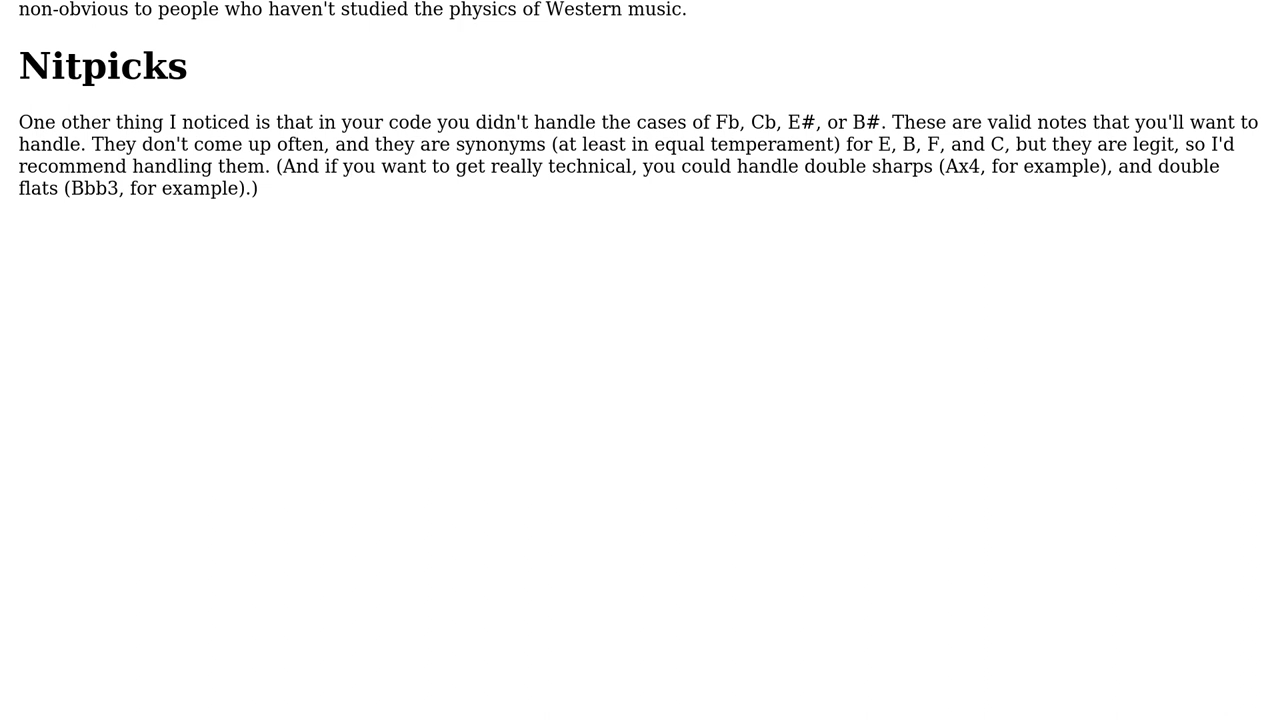 non-obvious to people who haven't studied the physics of Western music.
Nitpicks
One other thing I noticed is that in your code you didn't handle the cases of Fb, Cb, E#, or B#. These are valid notes that you'll want to
handle. They don't come up often, and they are synonyms (at least in equal temperament) for E, B, F, and C, but they are legit, so I'd
recommend handling them. (And if you want to get really technical, you could handle double sharps (Ax4, for example), and double
flats (Bbb3, for example).)